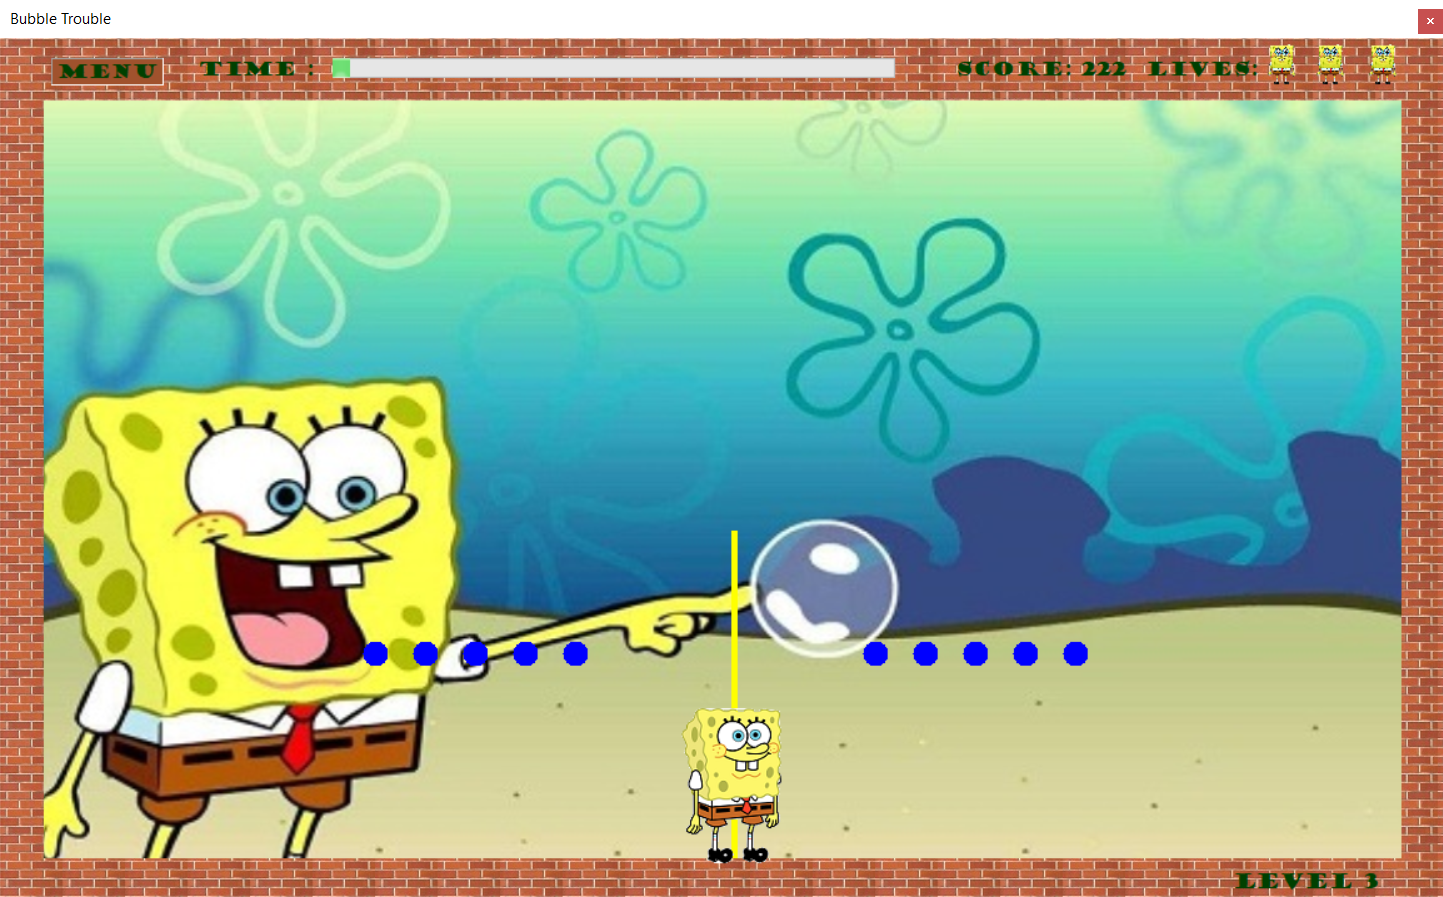 Bubble Trouble
MENU TIME : SCORE: 222 LIVES:
LEVEL 3